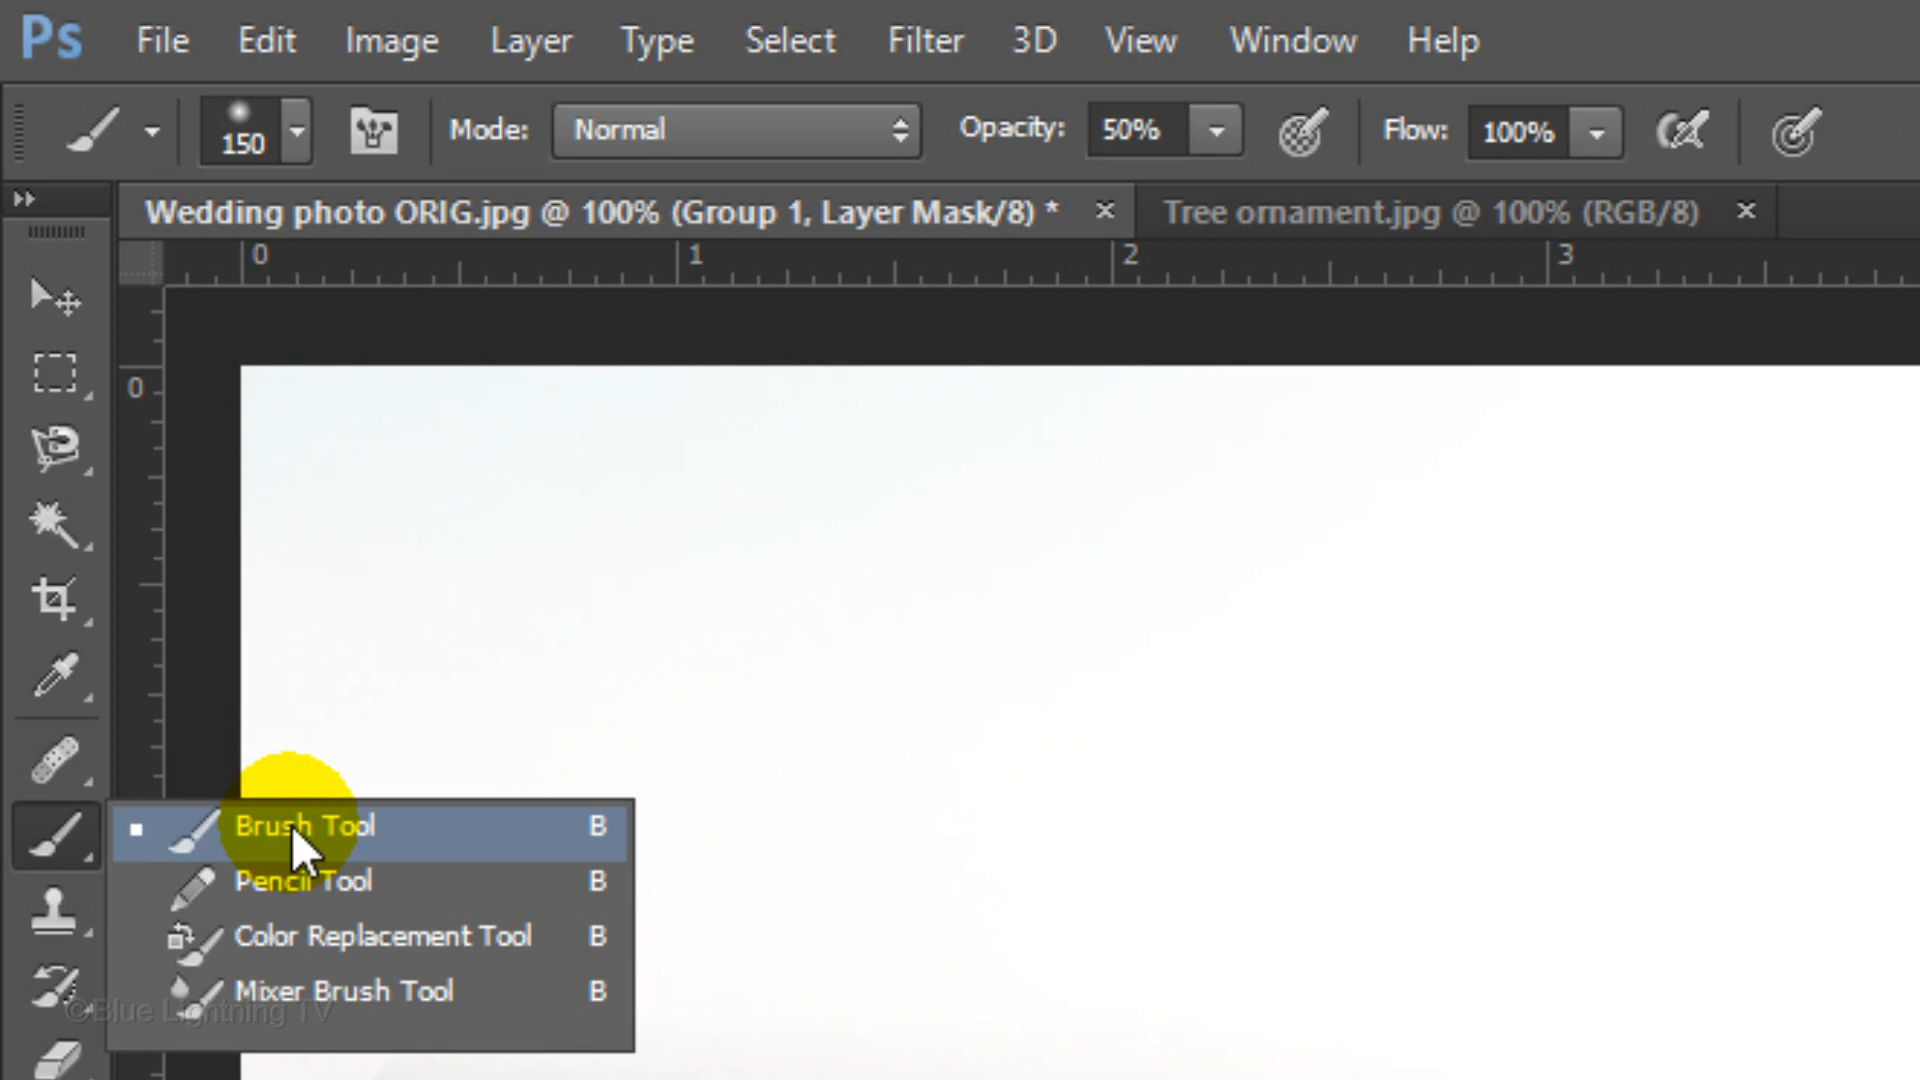 Ps File Edit Image Layer Type Select Filter 3D View Window Help
150 Mode: Normal Opacity: 50% Flow: 100%
Wedding photo ORIG.jpg @ 100% (Group 1, Layer Mask/8) * × Tree ornament.jpg @ 100% (RGB/8) ×
0 1 2 3
0
Brush Tool B
Pencil Tool B
Color Replacement Tool B
Mixer Brush Tool B
©Blue Lightning TV